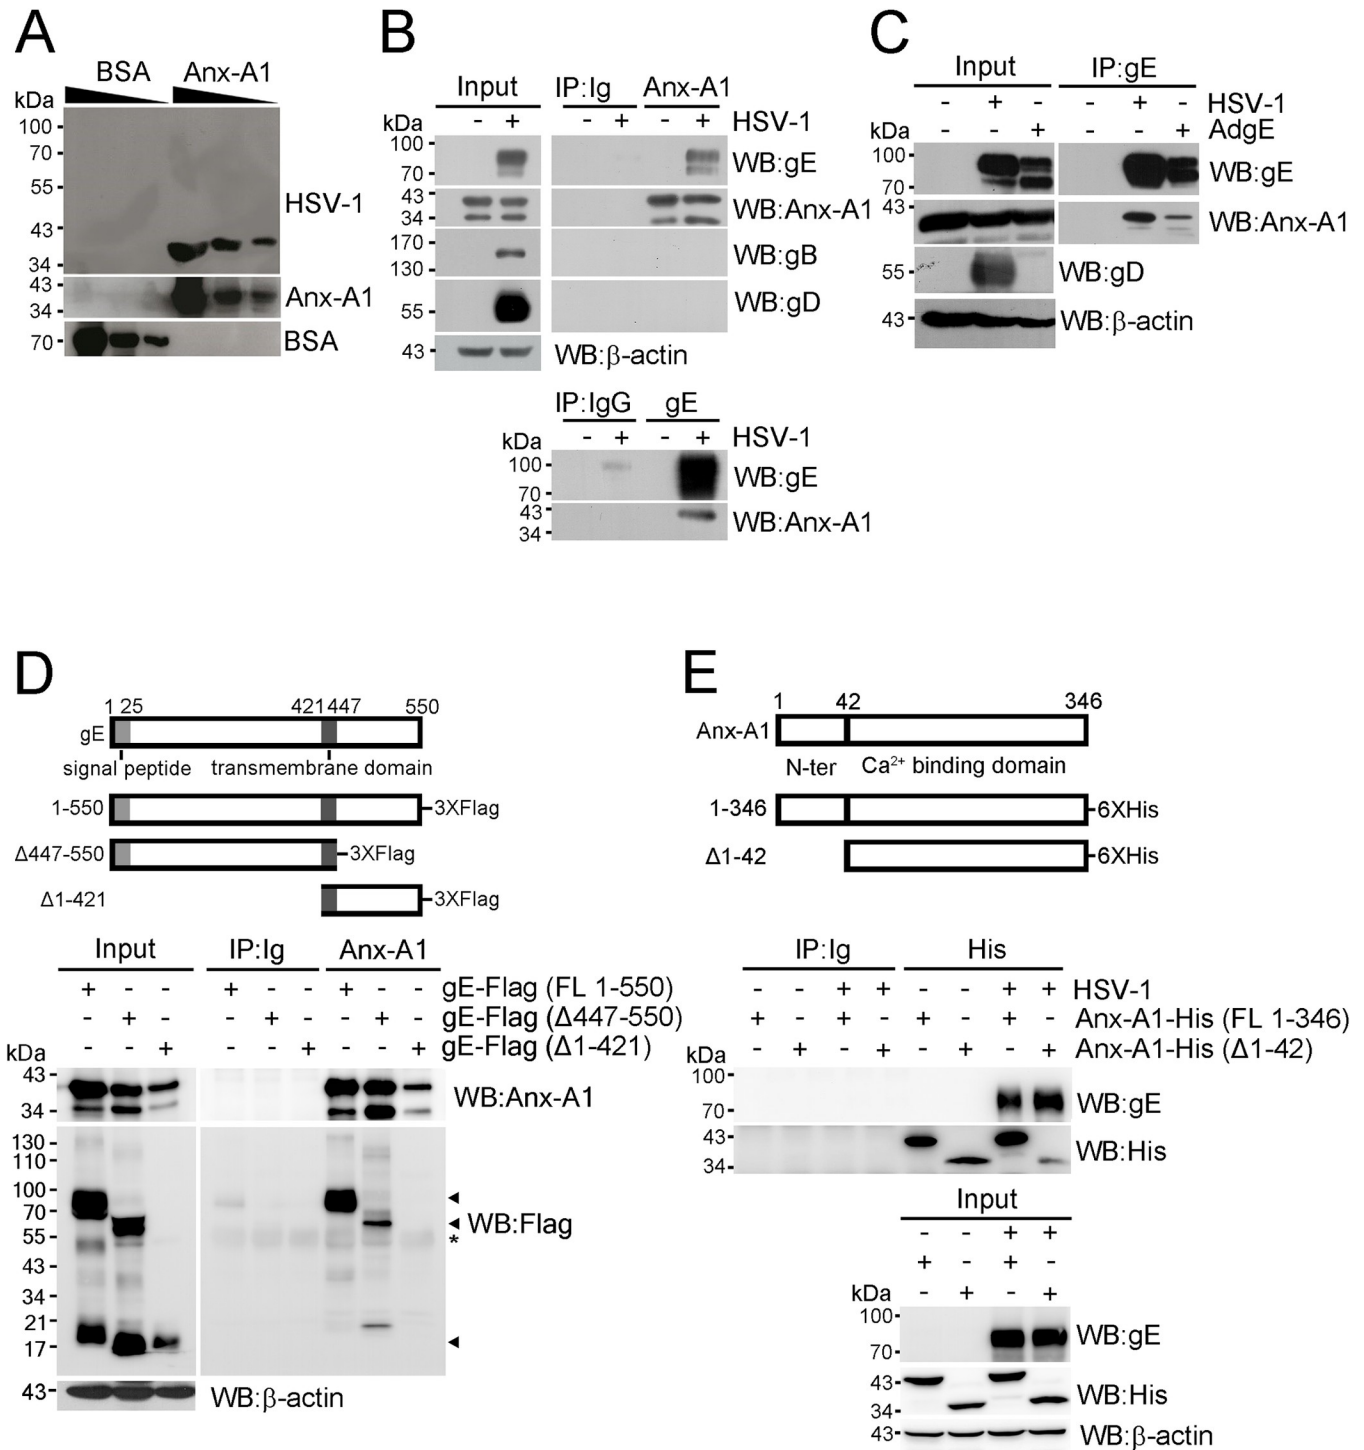 A
BSA Anx-A1
kDa
100
70
55
43
34
HSV-1
43
34
Anx-A1
70
BSA
B
Input IP:Ig Anx-A1
kDa - + - + - + HSV-1
100
70
WB:gE
43
34
WB:Anx-A1
170
130
WB:gB
55
WB:gD
43
WB:β-actin
IP:IgG gE
kDa - + - + HSV-1
100
70
WB:gE
43
34
WB:Anx-A1
C
Input IP:gE
- + - - + - HSV-1
kDa - - + - - + AdgE
100
70
WB:gE
43
WB:Anx-A1
55
WB:gD
43
WB:β-actin
D
1 25 421 447 550
gE
signal peptide transmembrane domain
1-550 3XFlag
Δ447-550 3XFlag
Δ1-421 3XFlag
Input IP:Ig Anx-A1
+ - - + - - + - - gE-Flag (FL 1-550)
- + - - + - - + - gE-Flag (Δ447-550)
- - + - - + - - + gE-Flag (Δ1-421)
kDa
43
34
WB:Anx-A1
130
110
100
70
55
43
34
21
17
WB:Flag
*
43
WB:β-actin
E
1 42 346
Anx-A1
N-ter Ca²⁺ binding domain
1-346 6XHis
Δ1-42 6XHis
IP:Ig His
- - + + - - + + HSV-1
+ - + - + - + - Anx-A1-His (FL 1-346)
- + - + - + - + Anx-A1-His (Δ1-42)
kDa
100
70
WB:gE
43
34
WB:His
Input
- - + +
+ - + -
kDa - + - +
100
70
WB:gE
43
34
WB:His
43
WB:β-actin